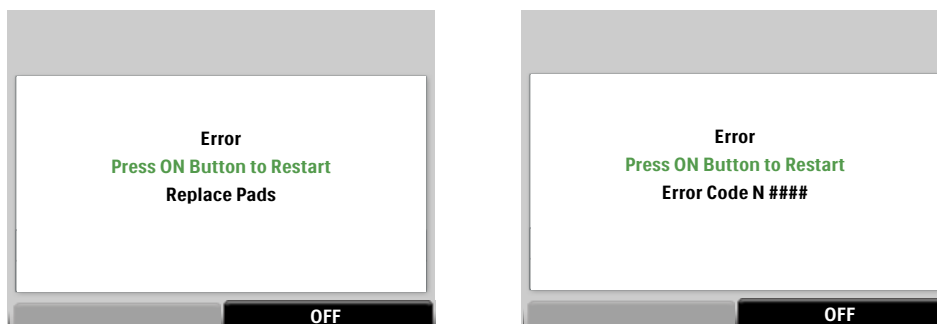 Error
Press ON Button to Restart
Replace Pads
OFF
Error
Press ON Button to Restart
Error Code N ####
OFF